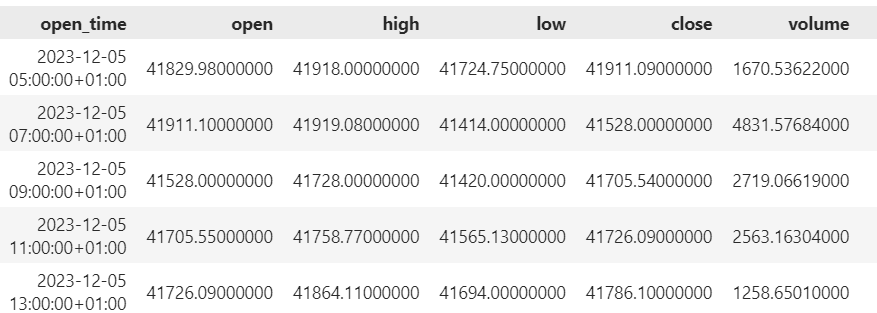 open_time open high low close volume
2023-12-05
05:00:00+01:00 41829.98000000 41918.00000000 41724.75000000 41911.09000000 1670.53622000
2023-12-05
07:00:00+01:00 41911.10000000 41919.08000000 41414.00000000 41528.00000000 4831.57684000
2023-12-05
09:00:00+01:00 41528.00000000 41728.00000000 41420.00000000 41705.54000000 2719.06619000
2023-12-05
11:00:00+01:00 41705.55000000 41758.77000000 41565.13000000 41726.09000000 2563.16304000
2023-12-05
13:00:00+01:00 41726.09000000 41864.11000000 41694.00000000 41786.10000000 1258.65010000